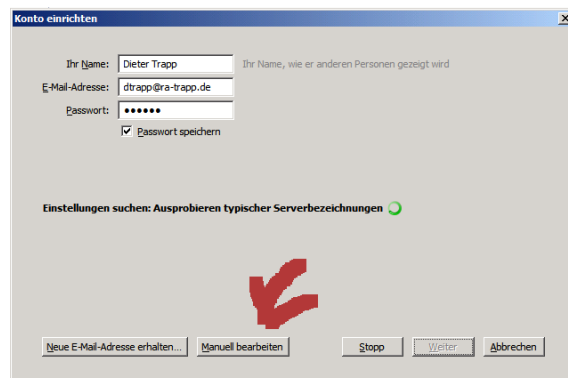 Konto einrichten
Ihr Name: Dieter Trapp Ihr Name, wie er anderen Personen gezeigt wird
E-Mail-Adresse: dtrapp@ra-trapp.de
Passwort: ●●●●●●
Passwort speichern
Einstellungen suchen: Ausprobieren typischer Serverbezeichnungen
Neue E-Mail-Adresse erhalten... Manuell bearbeiten Stopp Weiter Abbrechen